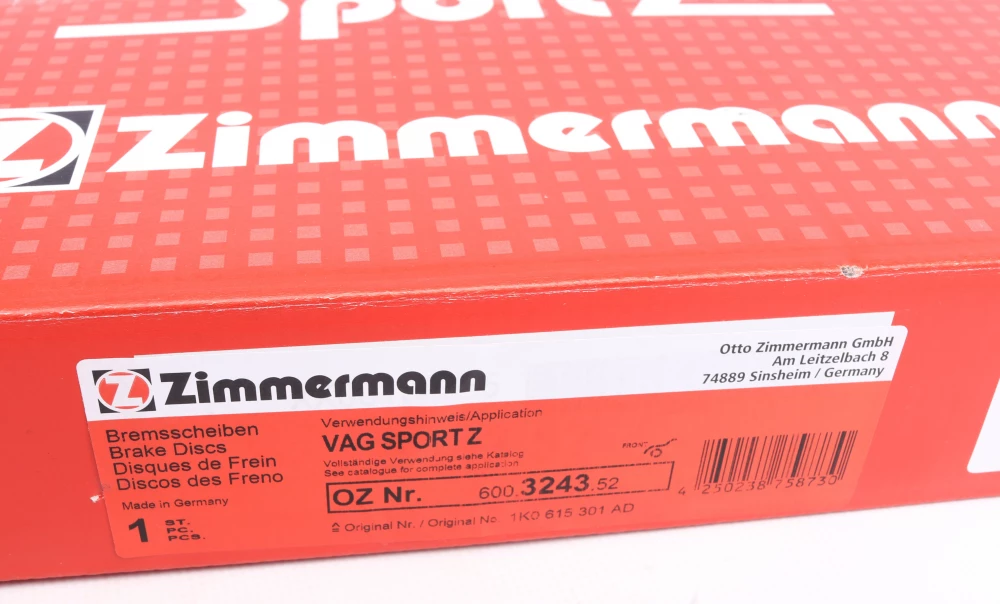 Sport Z
Zimmermann
Z Zimmermann
Otto Zimmermann GmbH
Am Leitzelbach 8
74889 Sinsheim / Germany
Bremsscheiben
Brake Discs
Disques de Frein
Discos des Freno
Made in Germany
1 ST.
PC.
PCS.
Verwendungshinweis/Application
VAG SPORT Z
Vollständige Verwendung siehe Katalog
See catalogue for complete application
OZ Nr. 600.3243.52
≙ Original Nr. / Original No. 1K0 615 301 AD
FRONT
4 250238 758730